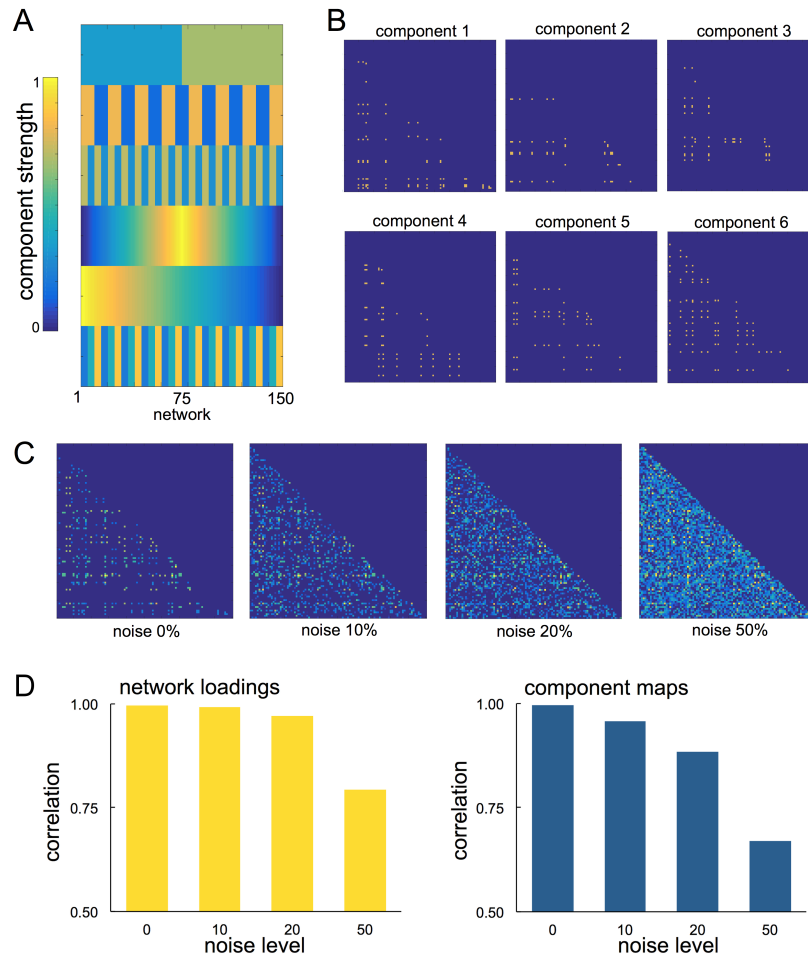 A
component strength
1
0
1
75
150
network
B
component 1
component 2
component 3
component 4
component 5
component 6
C
noise 0%
noise 10%
noise 20%
noise 50%
D
network loadings
correlation
1.00
0.75
0.50
0
10
20
50
noise level
component maps
correlation
1.00
0.75
0.50
0
10
20
50
noise level